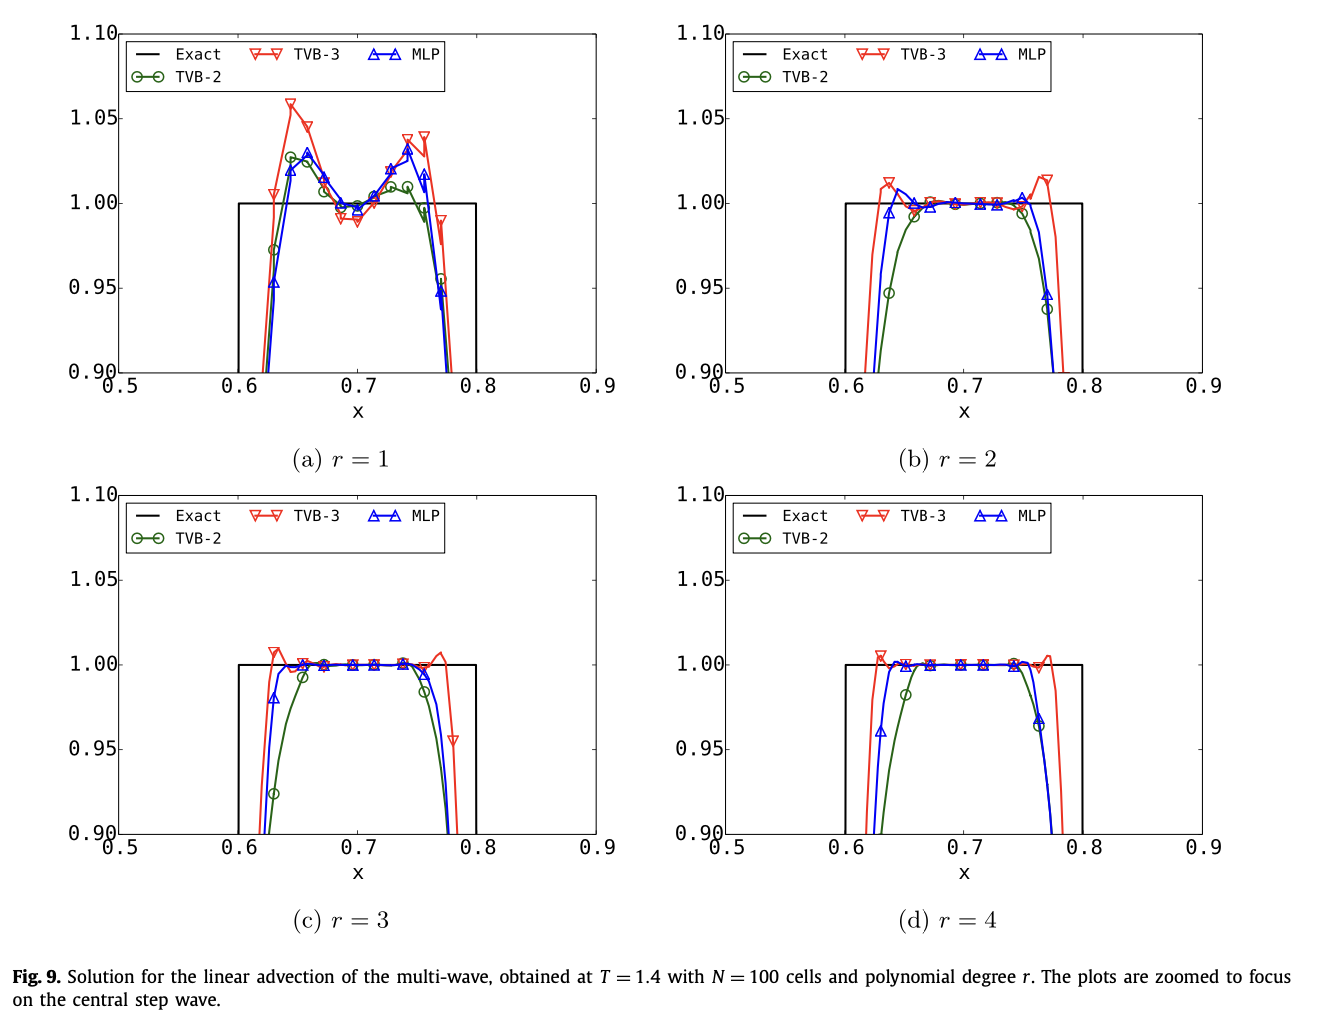 1.10 1.10
Exact TVB-3 MLP Exact TVB-3 MLP
TVB-2 TVB-2
1.05 1.05
1.00 1.00
0.95 0.95
0.90 0.90
0.5 0.6 0.7 0.8 0.9 0.5 0.6 0.7 0.8 0.9
x x
(a) r = 1 (b) r = 2
1.10 1.10
Exact TVB-3 MLP Exact TVB-3 MLP
TVB-2 TVB-2
1.05 1.05
1.00 1.00
0.95 0.95
0.90 0.90
0.5 0.6 0.7 0.8 0.9 0.5 0.6 0.7 0.8 0.9
x x
(c) r = 3 (d) r = 4
Fig. 9. Solution for the linear advection of the multi-wave, obtained at T = 1.4 with N = 100 cells and polynomial degree r. The plots are zoomed to focus
on the central step wave.